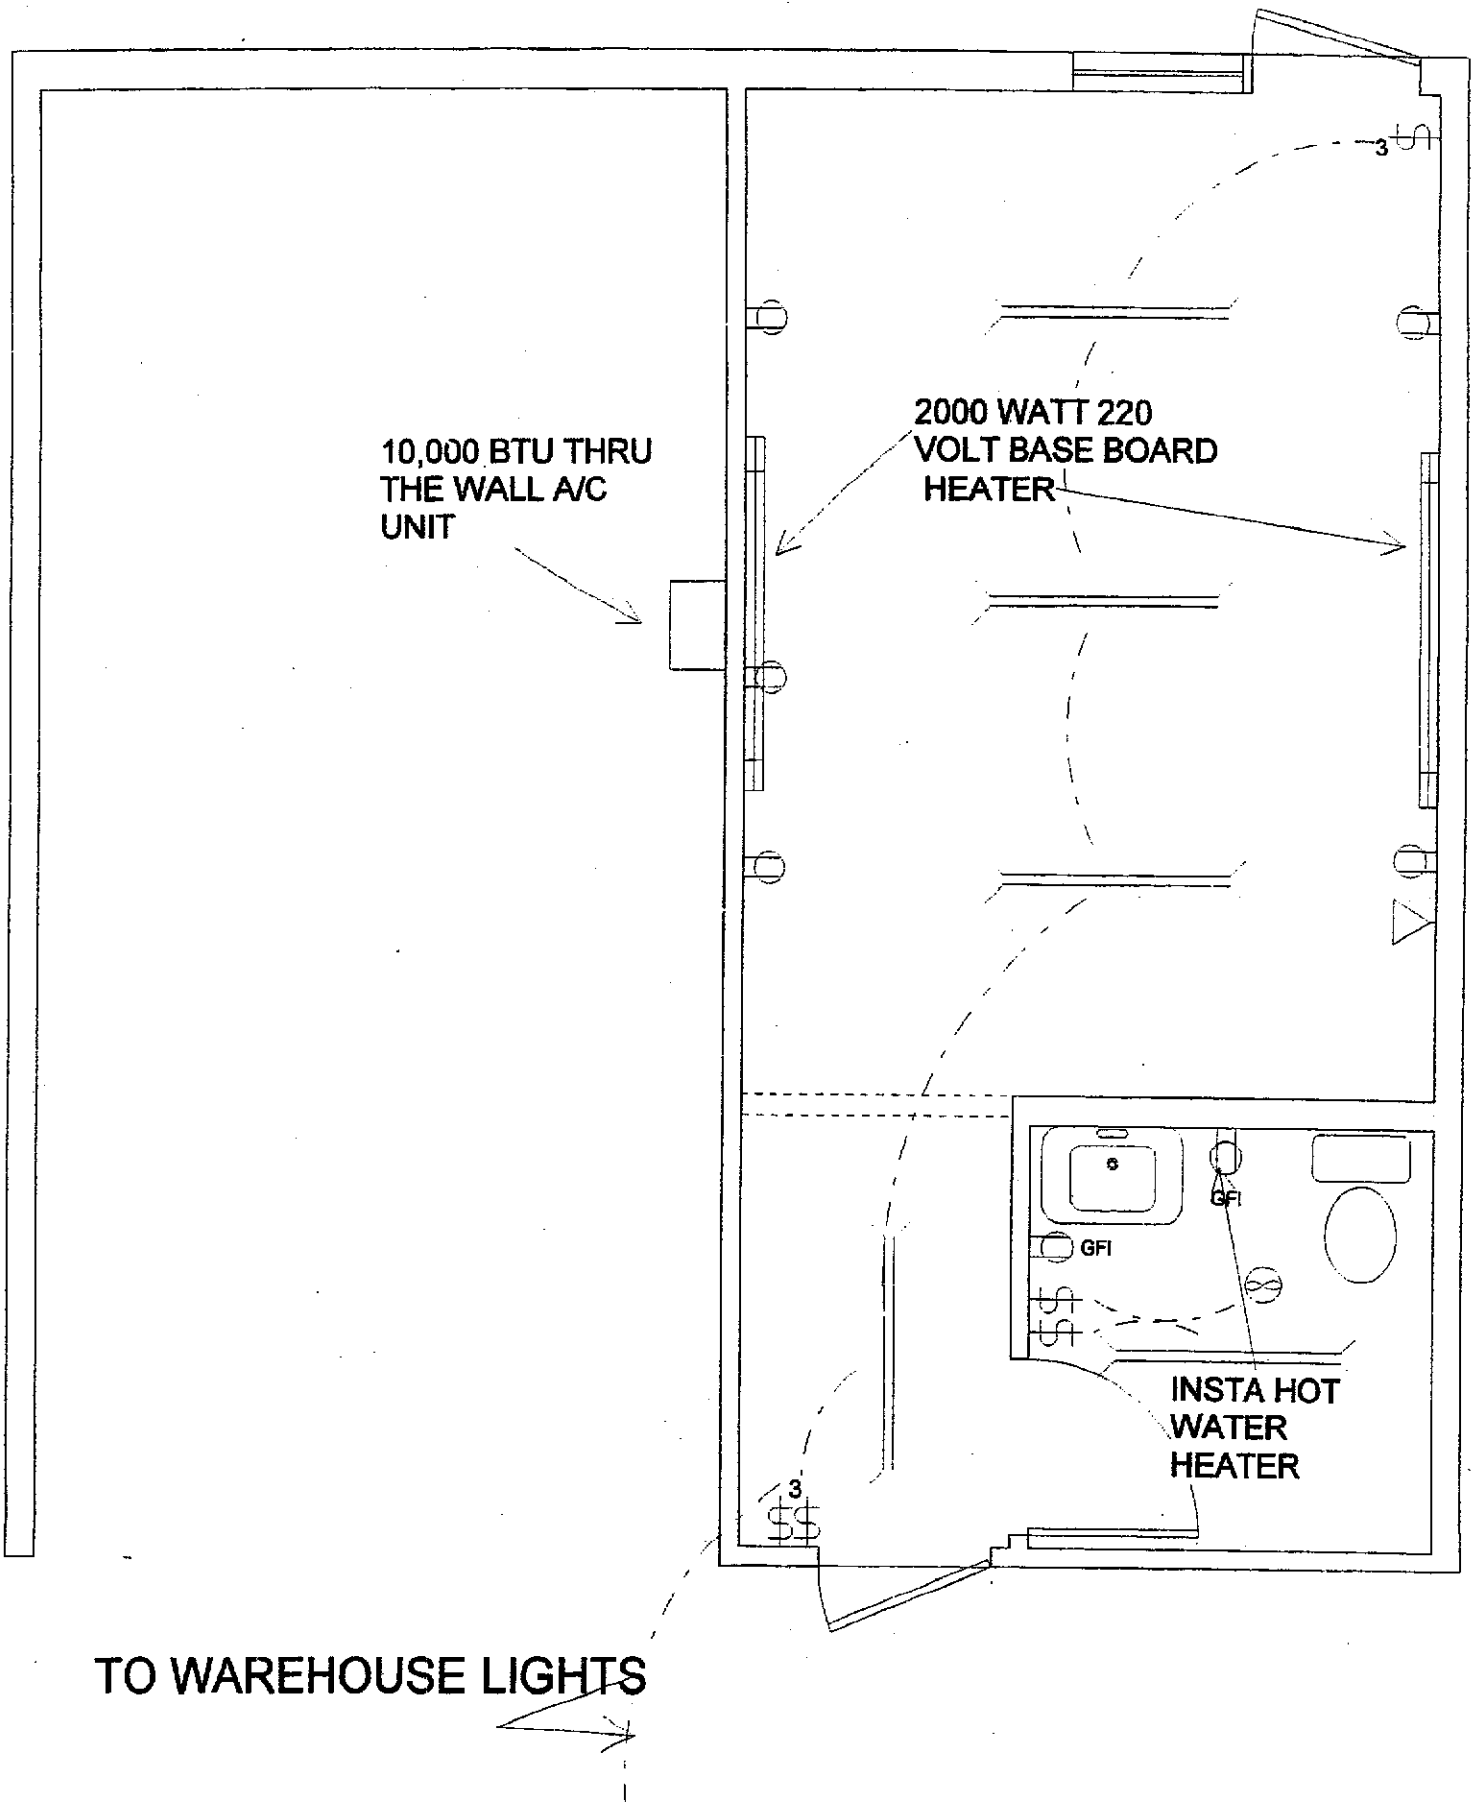 3
10,000 BTU THRU
THE WALL A/C
UNIT
2000 WATT 220
VOLT BASE BOARD
HEATER
GFI
GFI
INSTA HOT
WATER
HEATER
3
TO WAREHOUSE LIGHTS